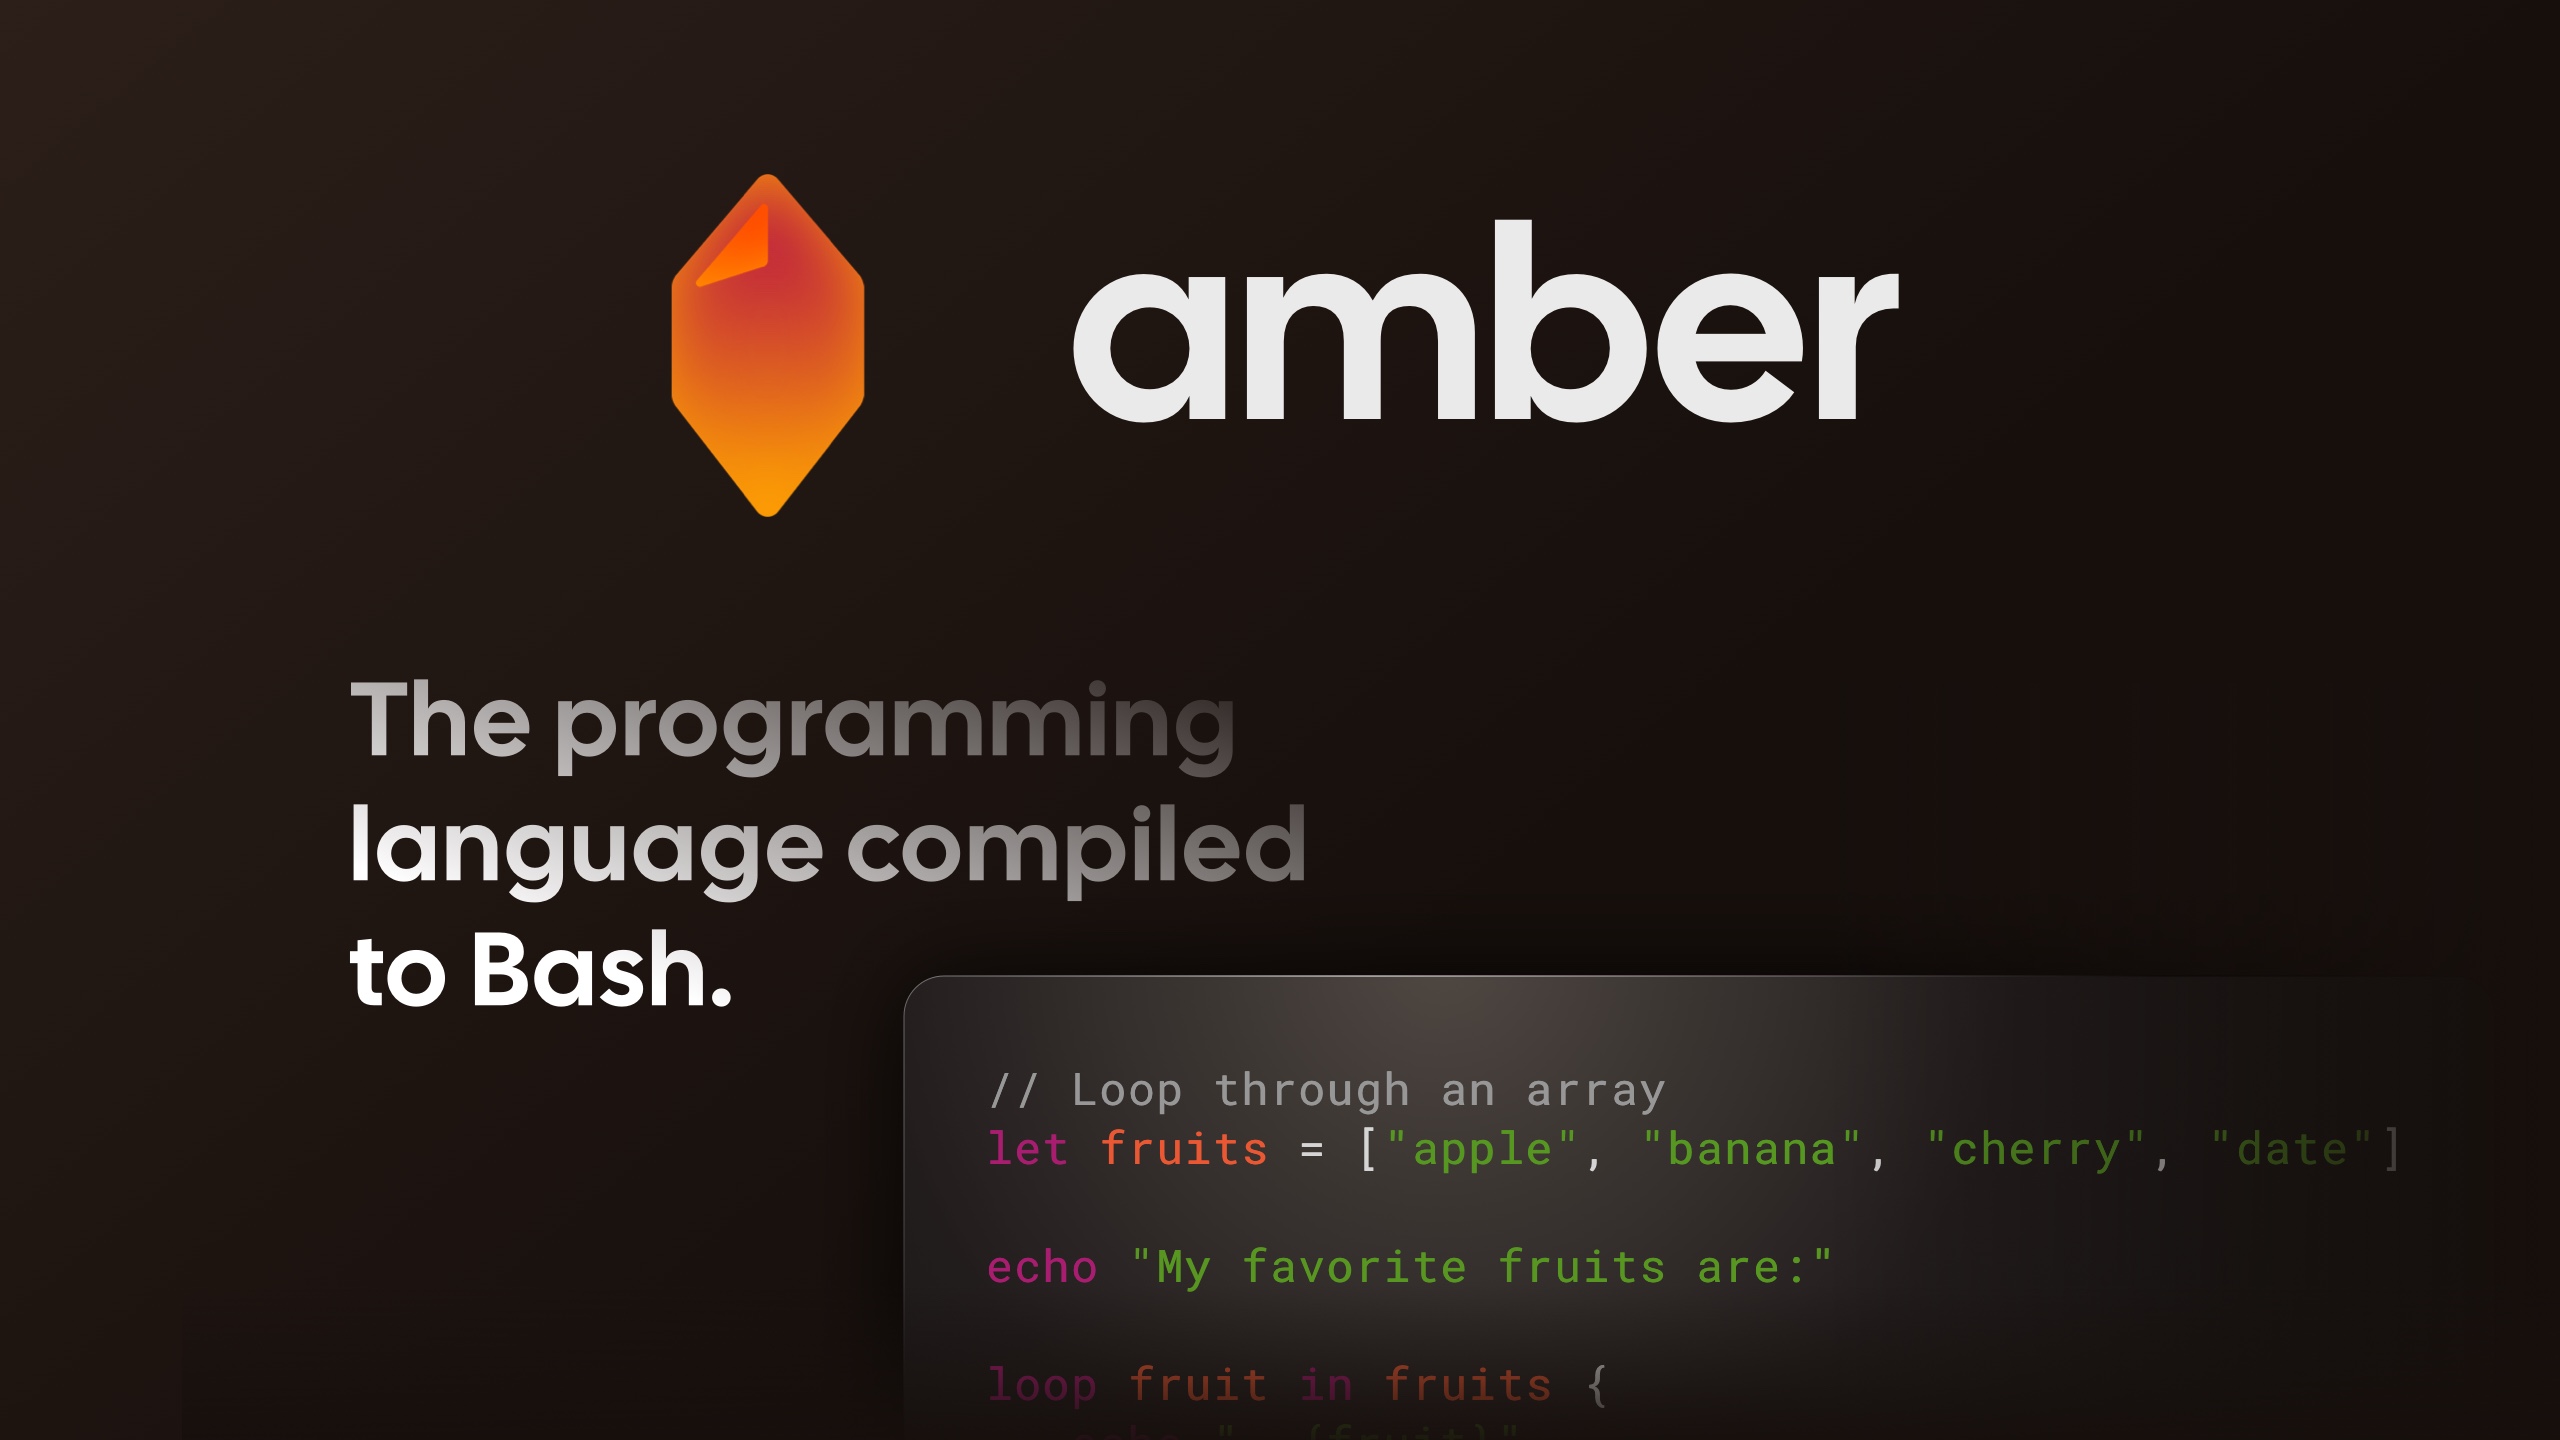 amber
The programming
language compiled
to Bash.
// Loop through an array
let fruits = ["apple", "banana", "cherry", "date"]
echo "My favorite fruits are:"
loop fruit in fruits {